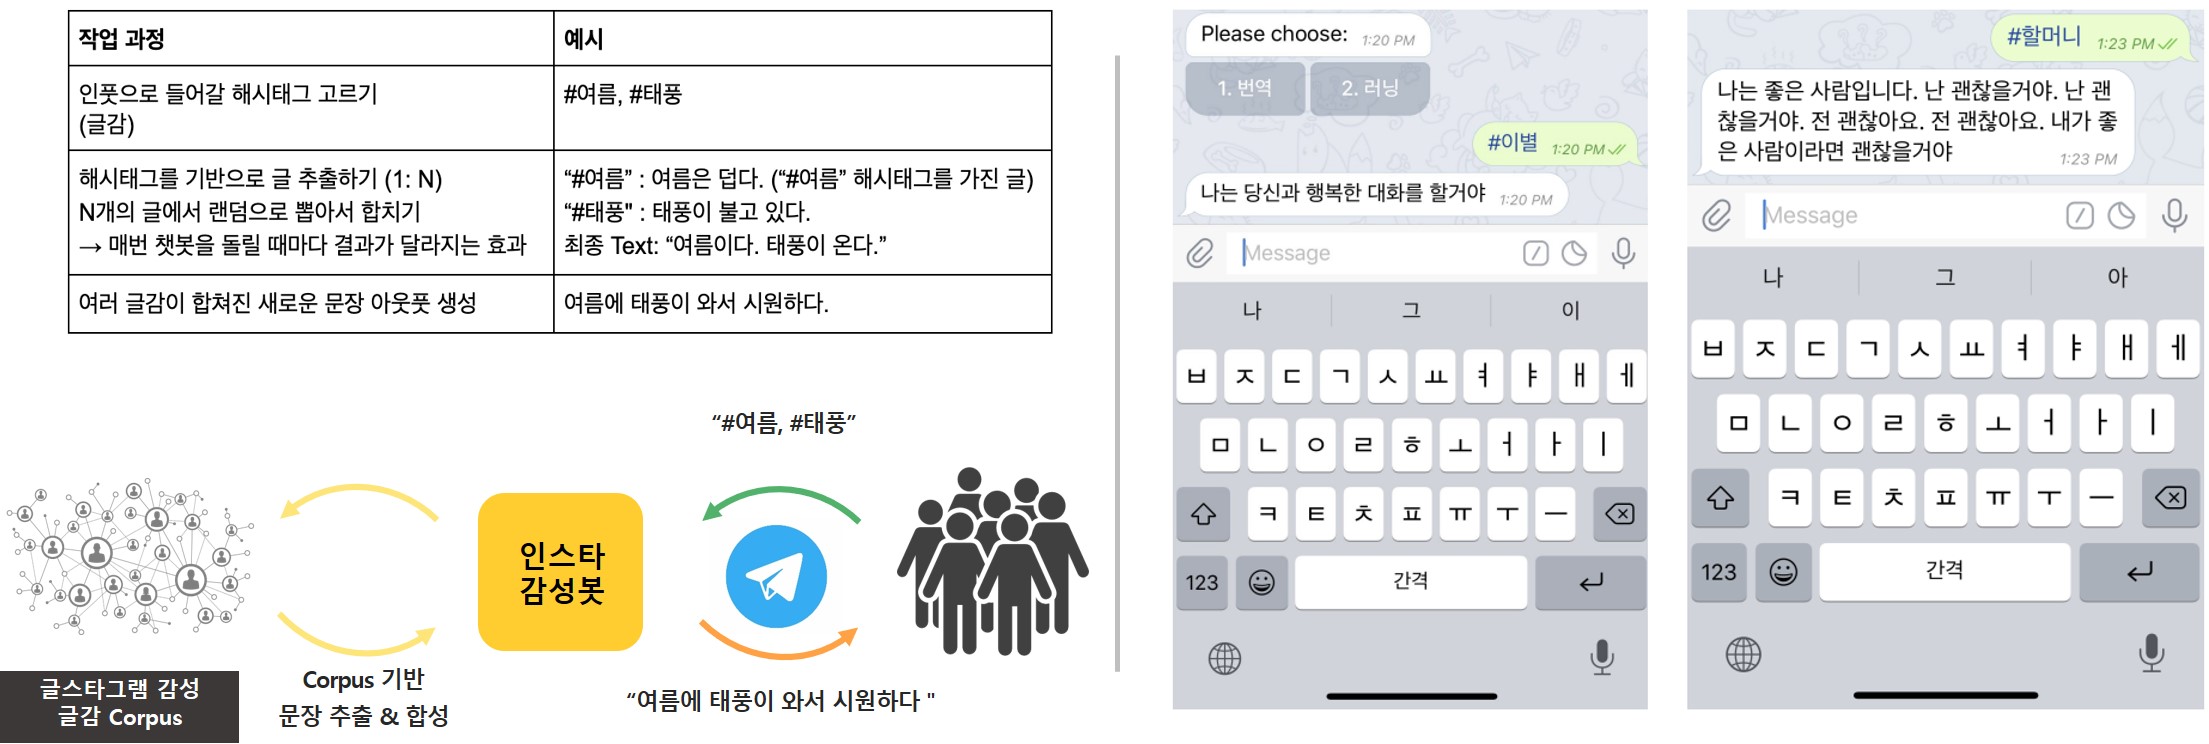 작업 과정
예시
인풋으로 들어갈 해시태그 고르기
(글감)
#여름, #태풍
해시태그를 기반으로 글 추출하기 (1: N)
N개의 글에서 랜덤으로 뽑아서 합치기
→ 매번 챗봇을 돌릴 때마다 결과가 달라지는 효과
“#여름” : 여름은 덥다. (“#여름” 해시태그를 가진 글)
“#태풍" : 태풍이 불고 있다.
최종 Text: “여름이다. 태풍이 온다.”
여러 글감이 합쳐진 새로운 문장 아웃풋 생성
여름에 태풍이 와서 시원하다.
“#여름, #태풍”
인스타
감성봇
글스타그램 감성
글감 Corpus
Corpus 기반
문장 추출 & 합성
“여름에 태풍이 와서 시원하다 "
Please choose: 1:20 PM
1. 번역 2. 러닝
#이별 1:20 PM
나는 당신과 행복한 대화를 할거야 1:20 PM
Message
나 그 이
ㅂ ㅈ ㄷ ㄱ ㅅ ㅛ ㅕ ㅑ ㅐ ㅔ
ㅁ ㄴ ㅇ ㄹ ㅎ ㅗ ㅓ ㅏ ㅣ
ㅋ ㅌ ㅊ ㅍ ㅠ ㅜ ㅡ
123 간격
#할머니 1:23 PM
나는 좋은 사람입니다. 난 괜찮을거야. 난 괜
찮을거야. 전 괜찮아요. 전 괜찮아요. 내가 좋
은 사람이라면 괜찮을거야 1:23 PM
Message
나 그 아
ㅂ ㅈ ㄷ ㄱ ㅅ ㅛ ㅕ ㅑ ㅐ ㅔ
ㅁ ㄴ ㅇ ㄹ ㅎ ㅗ ㅓ ㅏ ㅣ
ㅋ ㅌ ㅊ ㅍ ㅠ ㅜ ㅡ
123 간격